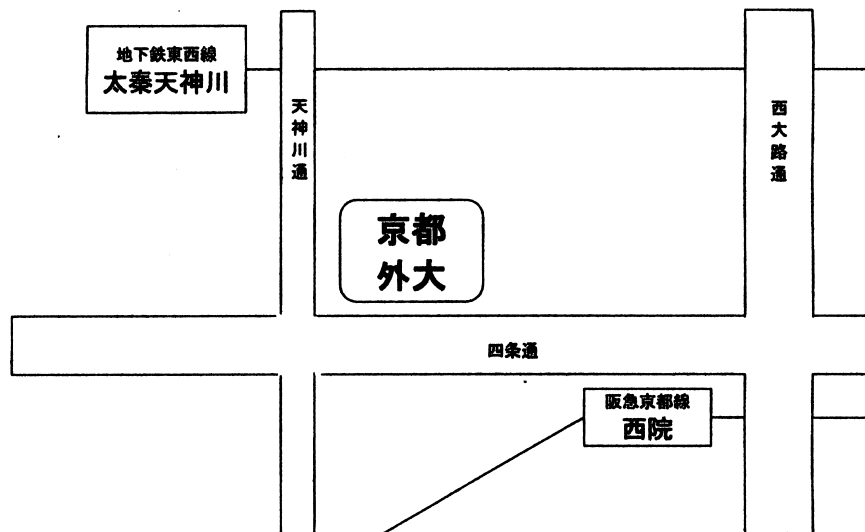 地下鉄東西線
太秦天神川
天神川通
西大路通
京都
外大
四条通
阪急京都線
西院